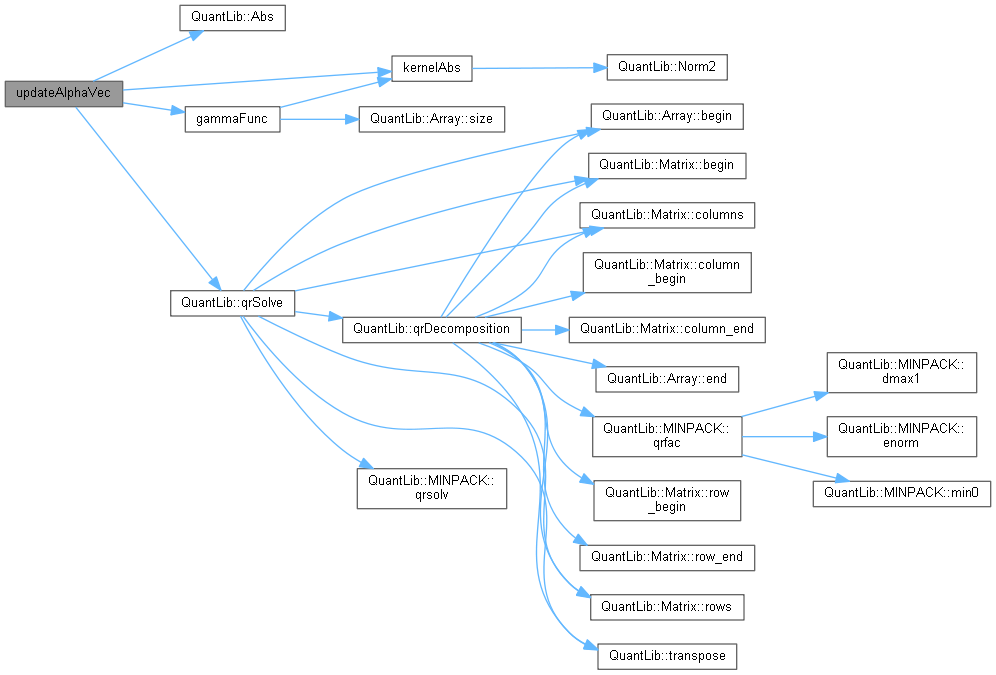 QuantLib::Abs
kernelAbs
QuantLib::Norm2
updateAlphaVec
gammaFunc
QuantLib::Array::size
QuantLib::Array::begin
QuantLib::Matrix::begin
QuantLib::Matrix::columns
QuantLib::Matrix::column
_begin
QuantLib::qrSolve
QuantLib::qrDecomposition
QuantLib::Matrix::column_end
QuantLib::Array::end
QuantLib::MINPACK::
dmax1
QuantLib::MINPACK::
qrfac
QuantLib::MINPACK::
enorm
QuantLib::MINPACK::
qrsolv
QuantLib::MINPACK::min0
QuantLib::Matrix::row
_begin
QuantLib::Matrix::row_end
QuantLib::Matrix::rows
QuantLib::transpose